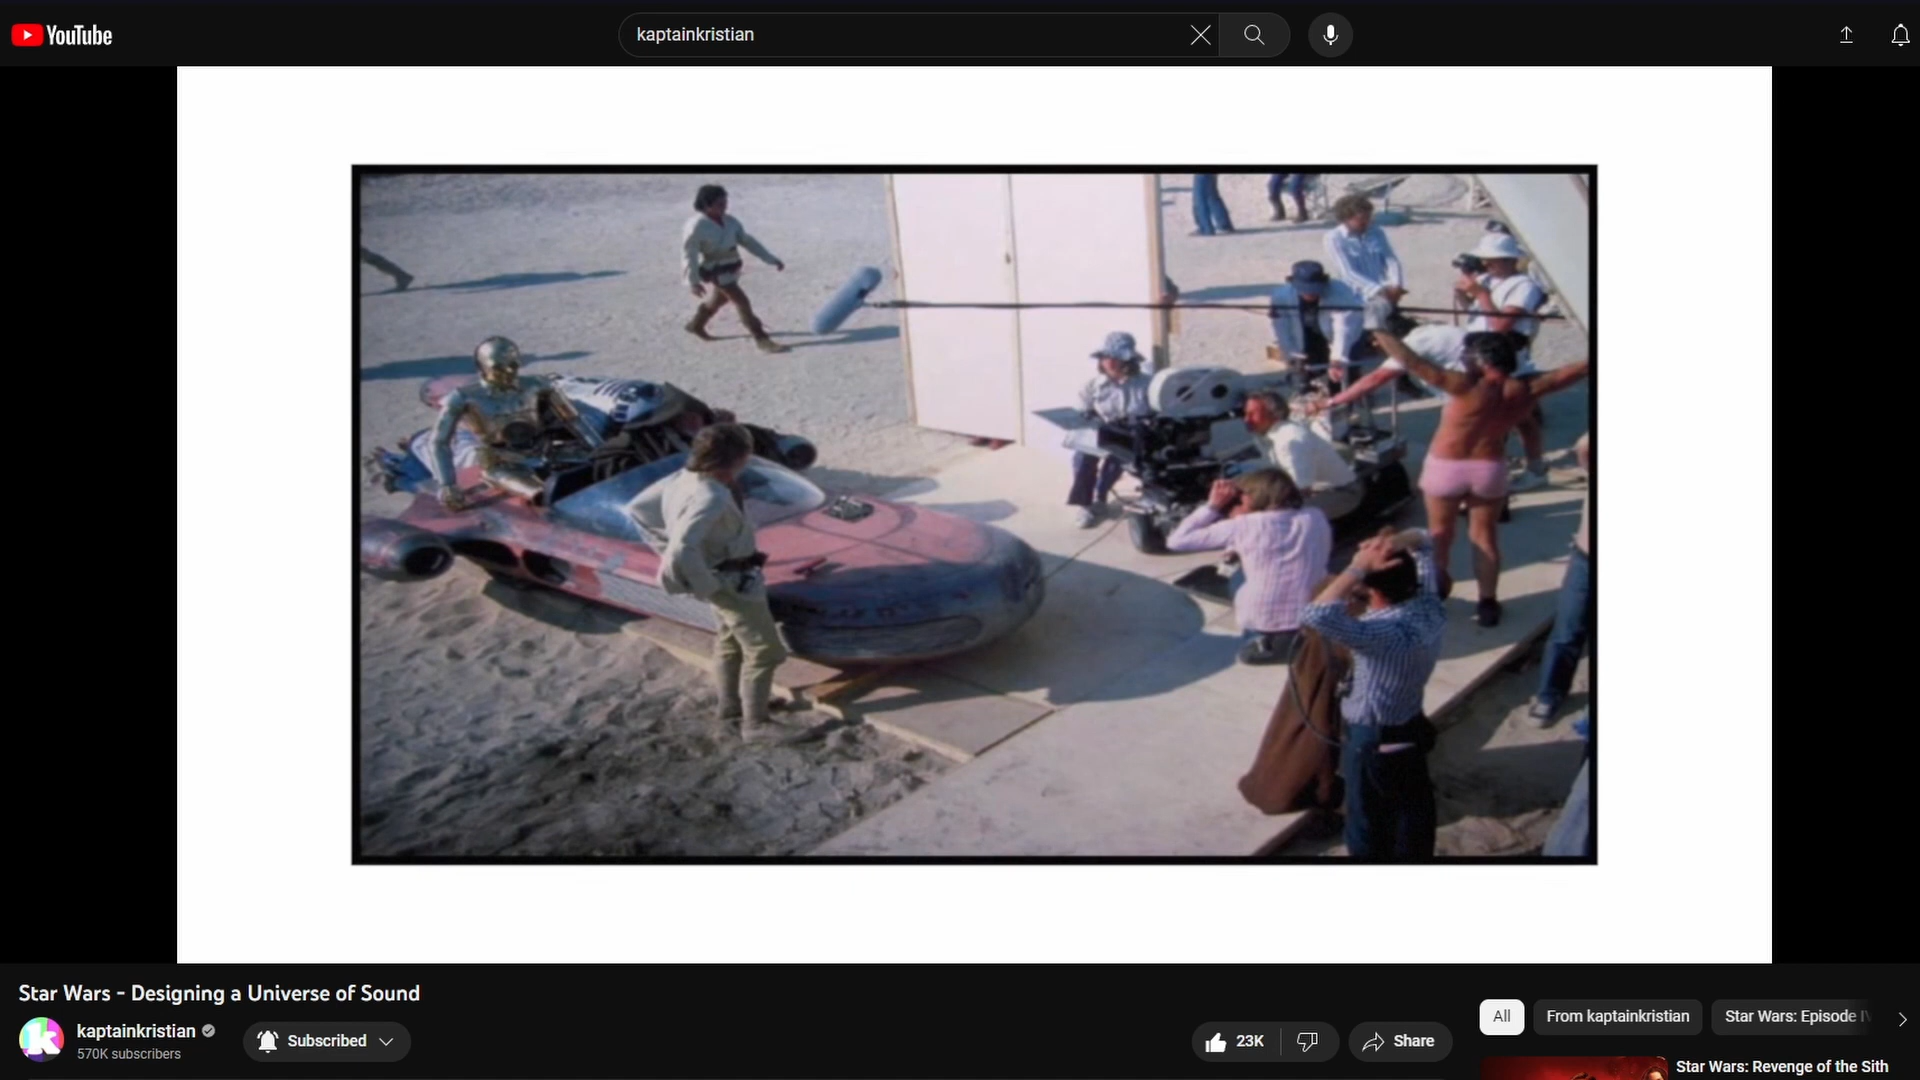 YouTube
kaptainkristian
Star Wars - Designing a Universe of Sound
kaptainkristian
570K subscribers
Subscribed
23K
Share
All
From kaptainkristian
Star Wars: Episode
Star Wars: Revenge of the Sith